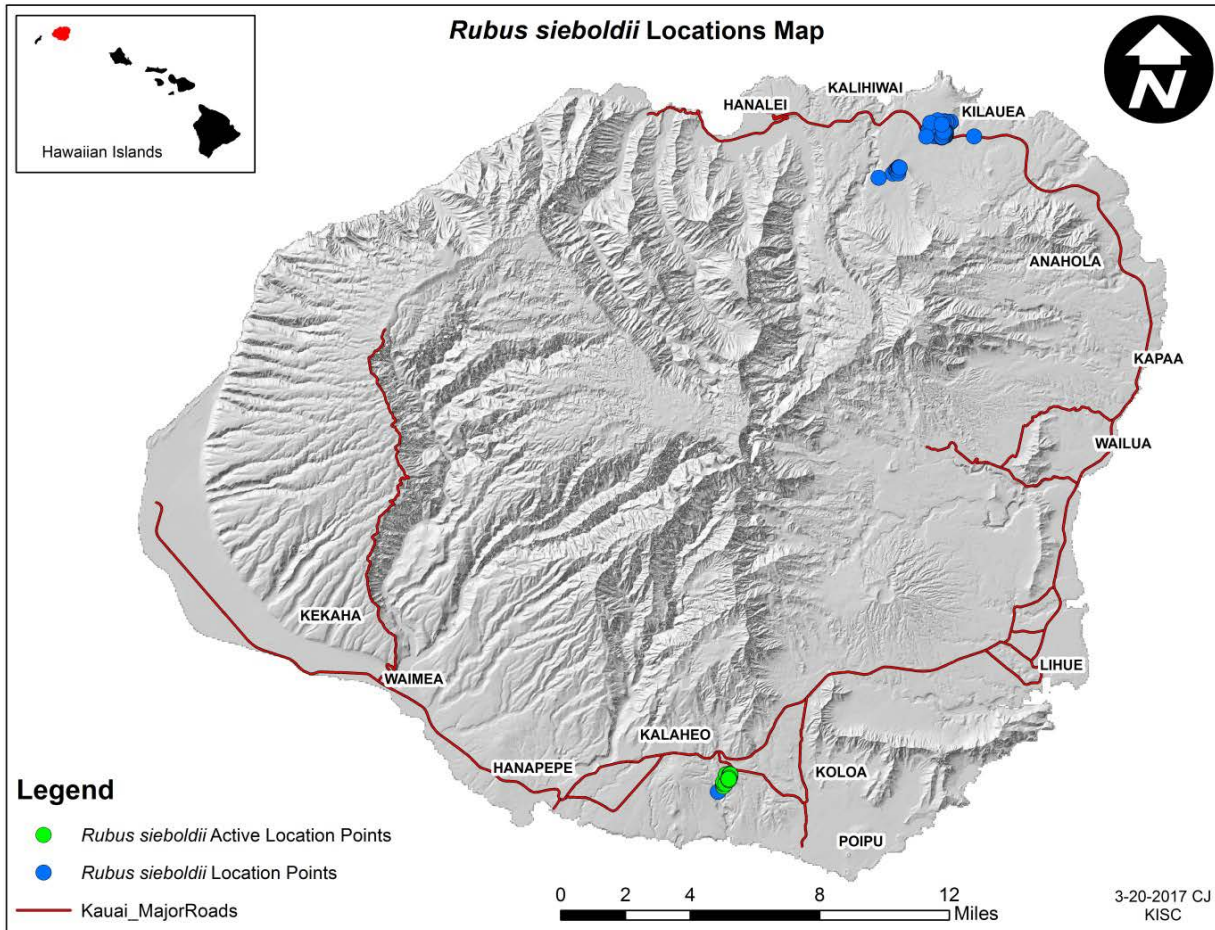 Rubus sieboldii Locations Map
Hawaiian Islands
N
HANALEI
KALIHIWAI
KILAUEA
ANAHOLA
KAPAA
WAILUA
KEKAHA
WAIMEA
LIHUE
KALAHEO
HANAPEPE
KOLOA
POIPU
Legend
Rubus sieboldii Active Location Points
Rubus sieboldii Location Points
Kauai_MajorRoads
0 2 4 8 12
Miles
3-20-2017 CJ
KISC